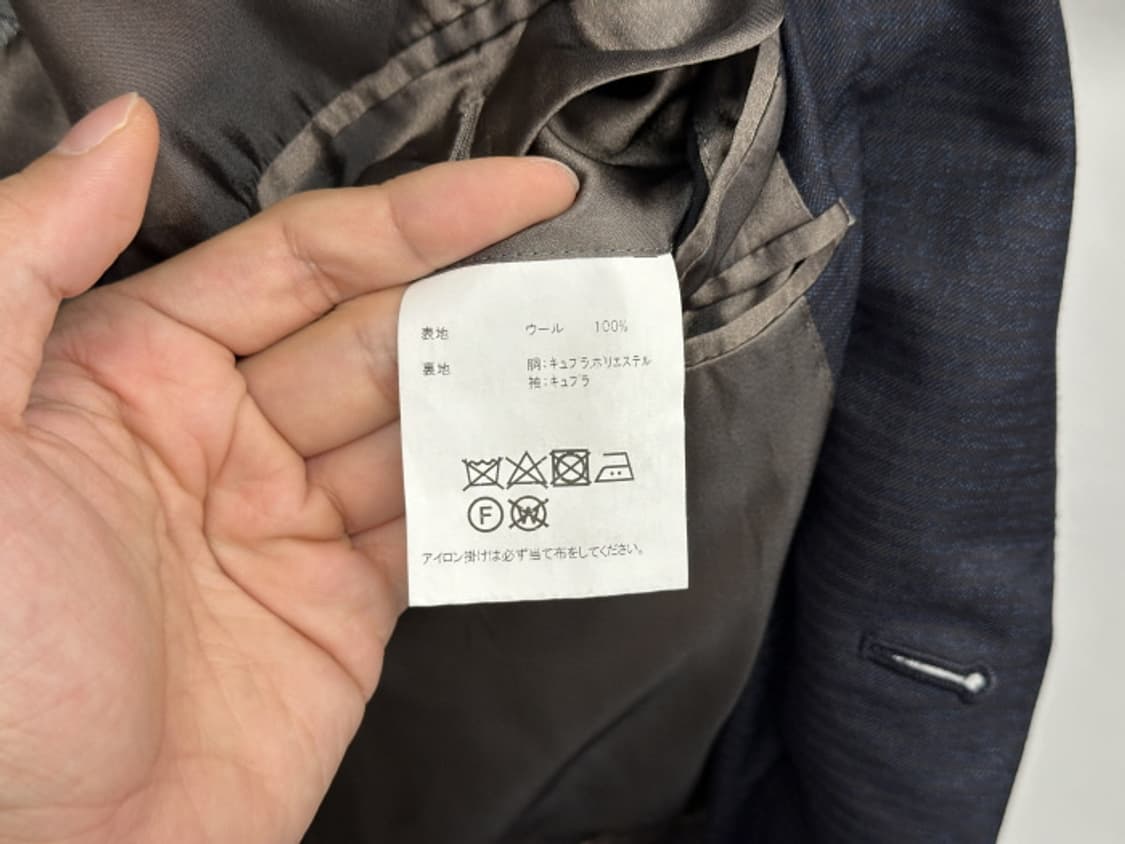 表地 ウール 100%
裏地 胴:キュプラ,ポリエステル
袖:キュプラ
F W
アイロン掛けは必ず当て布をしてください。